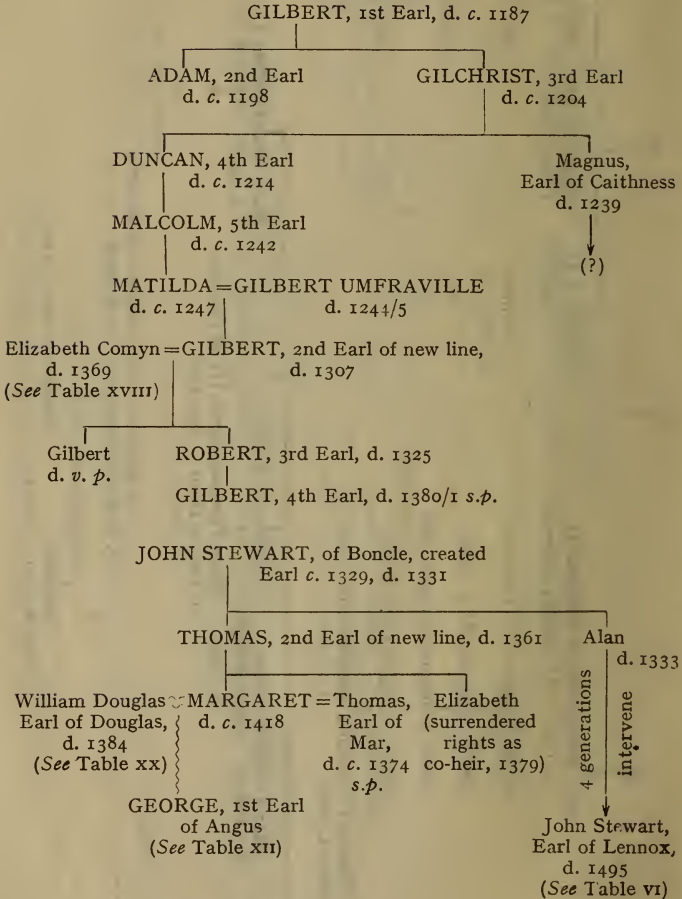 GILBERT, 1st Earl, d. c. 1187
ADAM, 2nd Earl
d. c. 1198
GILCHRIST, 3rd Earl
d. c. 1204
DUNCAN, 4th Earl
d. c. 1214
Magnus,
Earl of Caithness
d. 1239
(?)
MALCOLM, 5th Earl
d. c. 1242
MATILDA = GILBERT UMFRAVILLE
d. c. 1247
d. 1244/5
Elizabeth Comyn = GILBERT, 2nd Earl of new line,
d. 1369
d. 1307
(See Table XVIII)
Gilbert
d. v. p.
ROBERT, 3rd Earl, d. 1325
GILBERT, 4th Earl, d. 1380/1 s.p.
JOHN STEWART, of Boncle, created
Earl c. 1329, d. 1331
THOMAS, 2nd Earl of new line, d. 1361
Alan
d. 1333
4 generations
intervene
William Douglas
Earl of Douglas,
d. 1384
(See Table XX)
MARGARET = Thomas,
d. c. 1418
Earl of
Mar,
d. c. 1374
s.p.
Elizabeth
(surrendered
rights as
co-heir, 1379)
GEORGE, 1st Earl
of Angus
(See Table XII)
John Stewart,
Earl of Lennox,
d. 1495
(See Table VI)